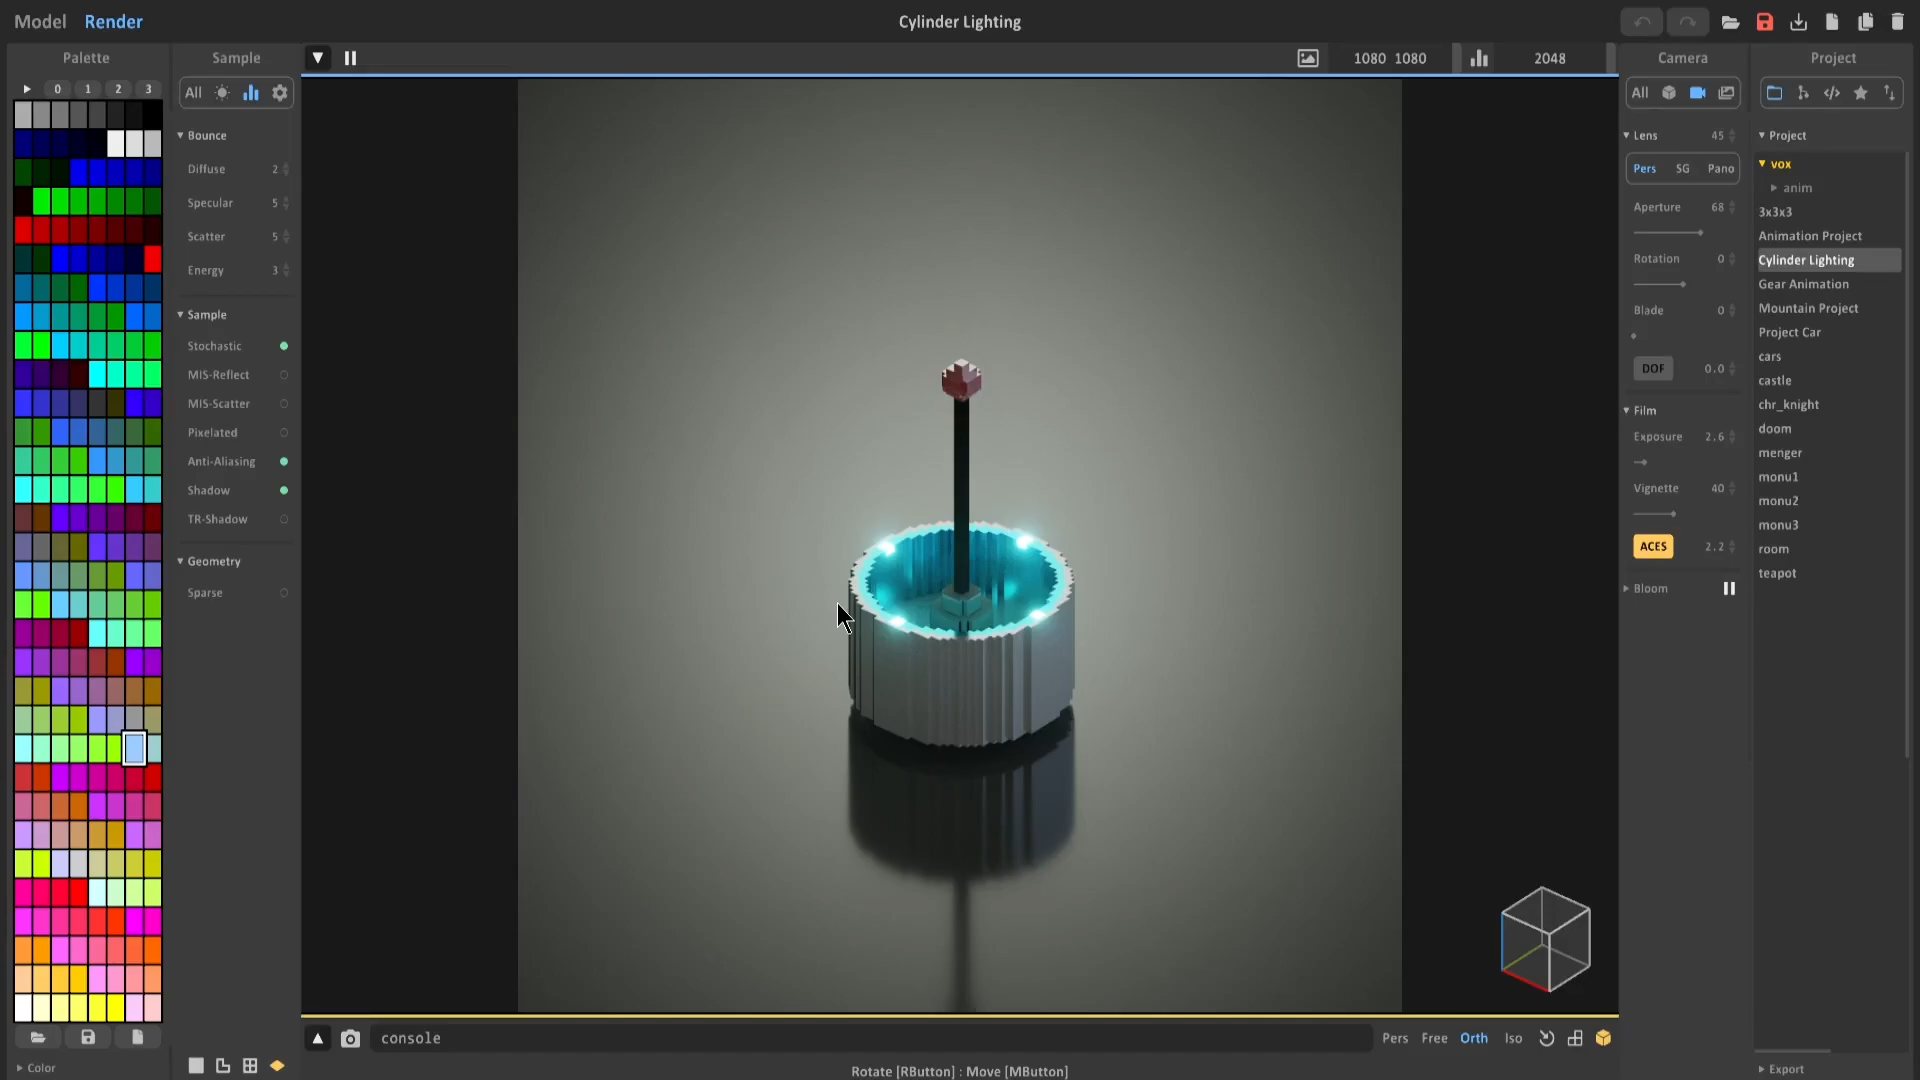 Model Render
Cylinder Lighting
Palette
Sample
1080 1080
2048
Camera
Project
0 1 2 3
All
All
Bounce
Diffuse 2
Specular 5
Scatter 5
Energy 3
Sample
Stochastic
MIS-Reflect
MIS-Scatter
Pixelated
Anti-Aliasing
Shadow
TR-Shadow
Geometry
Sparse
Lens 45
Pers SG Pano
Aperture 68
Rotation 0
Blade 0
DOF 0.0
Film
Exposure 2.6
Vignette 40
ACES 2.2
Bloom
Project
vox
anim
3x3x3
Animation Project
Cylinder Lighting
Gear Animation
Mountain Project
Project Car
cars
castle
chr_knight
doom
menger
monu1
monu2
monu3
room
teapot
console
Pers Free Orth Iso
Color
Rotate [RButton] : Move [MButton]
Export